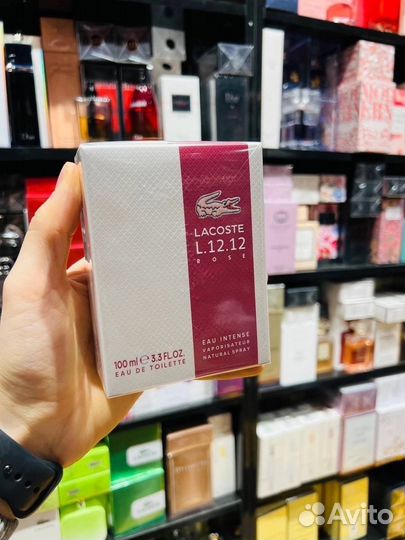 LACOSTE
L.12.12
ROSE
EAU INTENSE
VAPORISATEUR
NATURAL SPRAY
100 ml ℮ 3.3 FL.OZ.
EAU DE TOILETTE
Avito